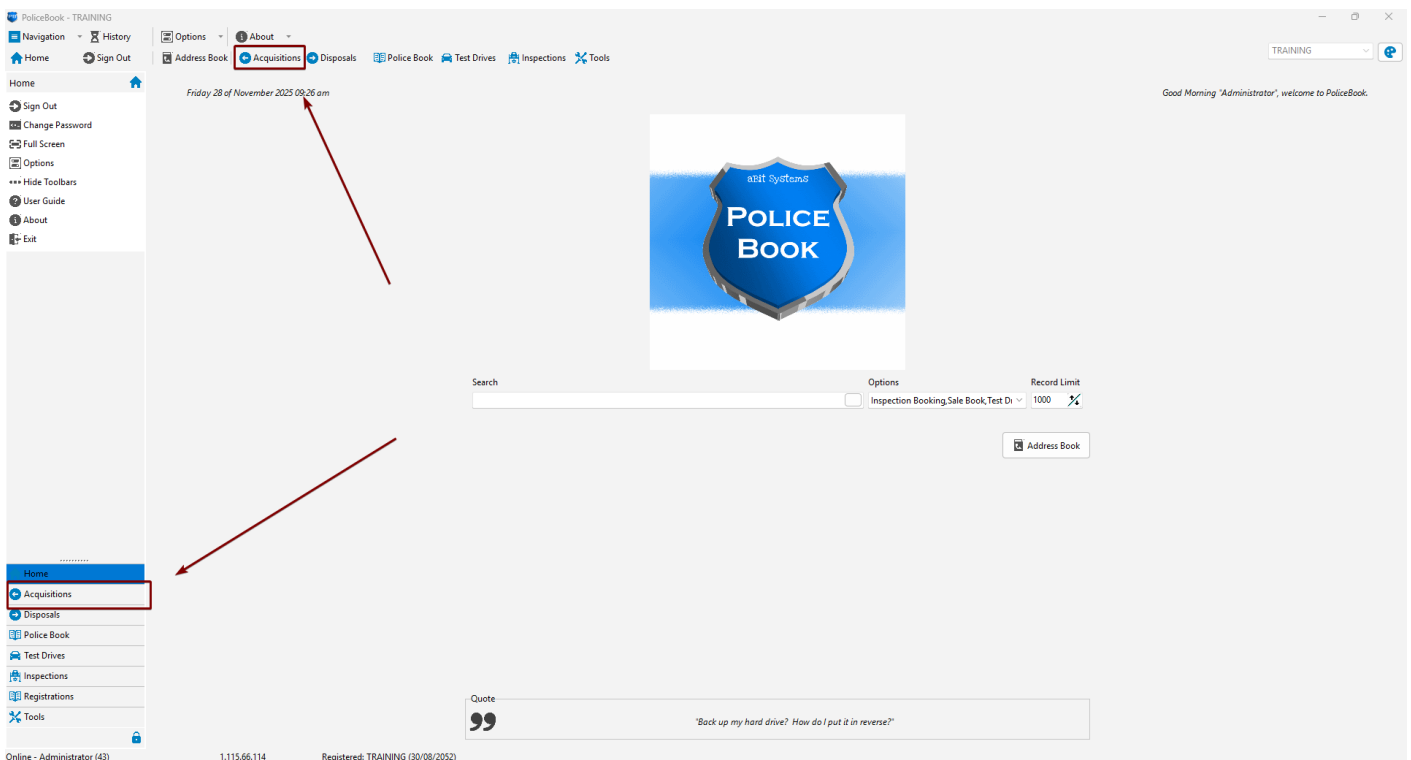 PoliceBook - TRAINING
Navigation History Options About
Home Sign Out Address Book Acquisitions Disposals Police Book Test Drives Inspections Tools
TRAINING
Home
Friday 28 of November 2025 09:26 am
Good Morning "Administrator", welcome to PoliceBook.
Sign Out
Change Password
Full Screen
Options
Hide Toolbars
User Guide
About
Exit
aBit Systems
POLICE
BOOK
Search Options Record Limit
Inspection Booking,Sale Book,Test Dr 1000
Address Book
Home
Acquisitions
Disposals
Police Book
Test Drives
Inspections
Registrations
Tools
Quote
"Back up my hard drive? How do I put it in reverse?"
Online - Administrator (43) 1.115.66.114 Registered: TRAINING (30/08/2052)